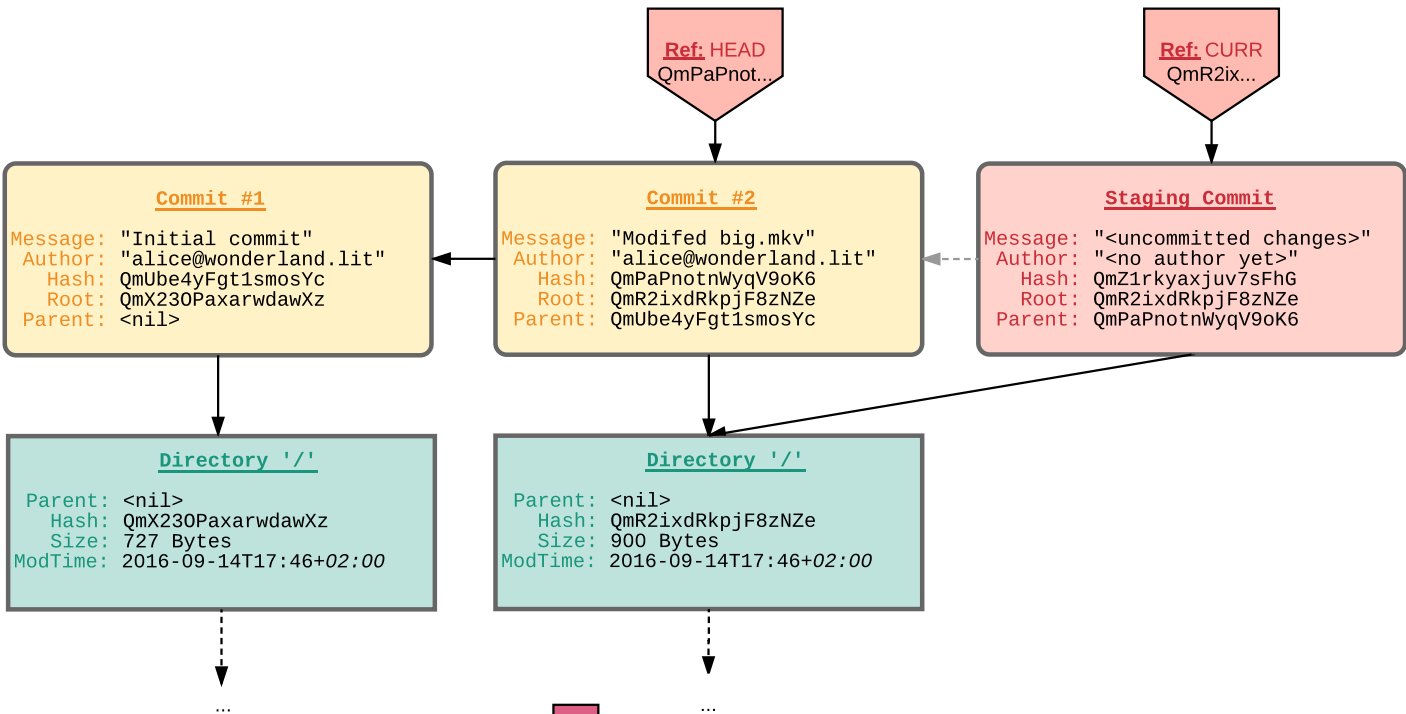 Ref: HEAD
QmPaPnot...
Ref: CURR
QmR2ix...
Commit #1
Message: "Initial commit"
Author: "alice@wonderland.lit"
Hash: QmUbe4yFgt1smosYc
Root: QmX23OPaxarwdawXz
Parent: <nil>
Commit #2
Message: "Modifed big.mkv"
Author: "alice@wonderland.lit"
Hash: QmPaPnotnWyqV9oK6
Root: QmR2ixdRkpjF8zNZe
Parent: QmUbe4yFgt1smosYc
Staging Commit
Message: "<uncommitted changes>"
Author: "<no author yet>"
Hash: QmZ1rkyaxjuv7sFhG
Root: QmR2ixdRkpjF8zNZe
Parent: QmPaPnotnWyqV9oK6
Directory '/'
Parent: <nil>
Hash: QmX23OPaxarwdawXz
Size: 727 Bytes
ModTime: 2016-09-14T17:46+02:00
...
Directory '/'
Parent: <nil>
Hash: QmR2ixdRkpjF8zNZe
Size: 900 Bytes
ModTime: 2016-09-14T17:46+02:00
...